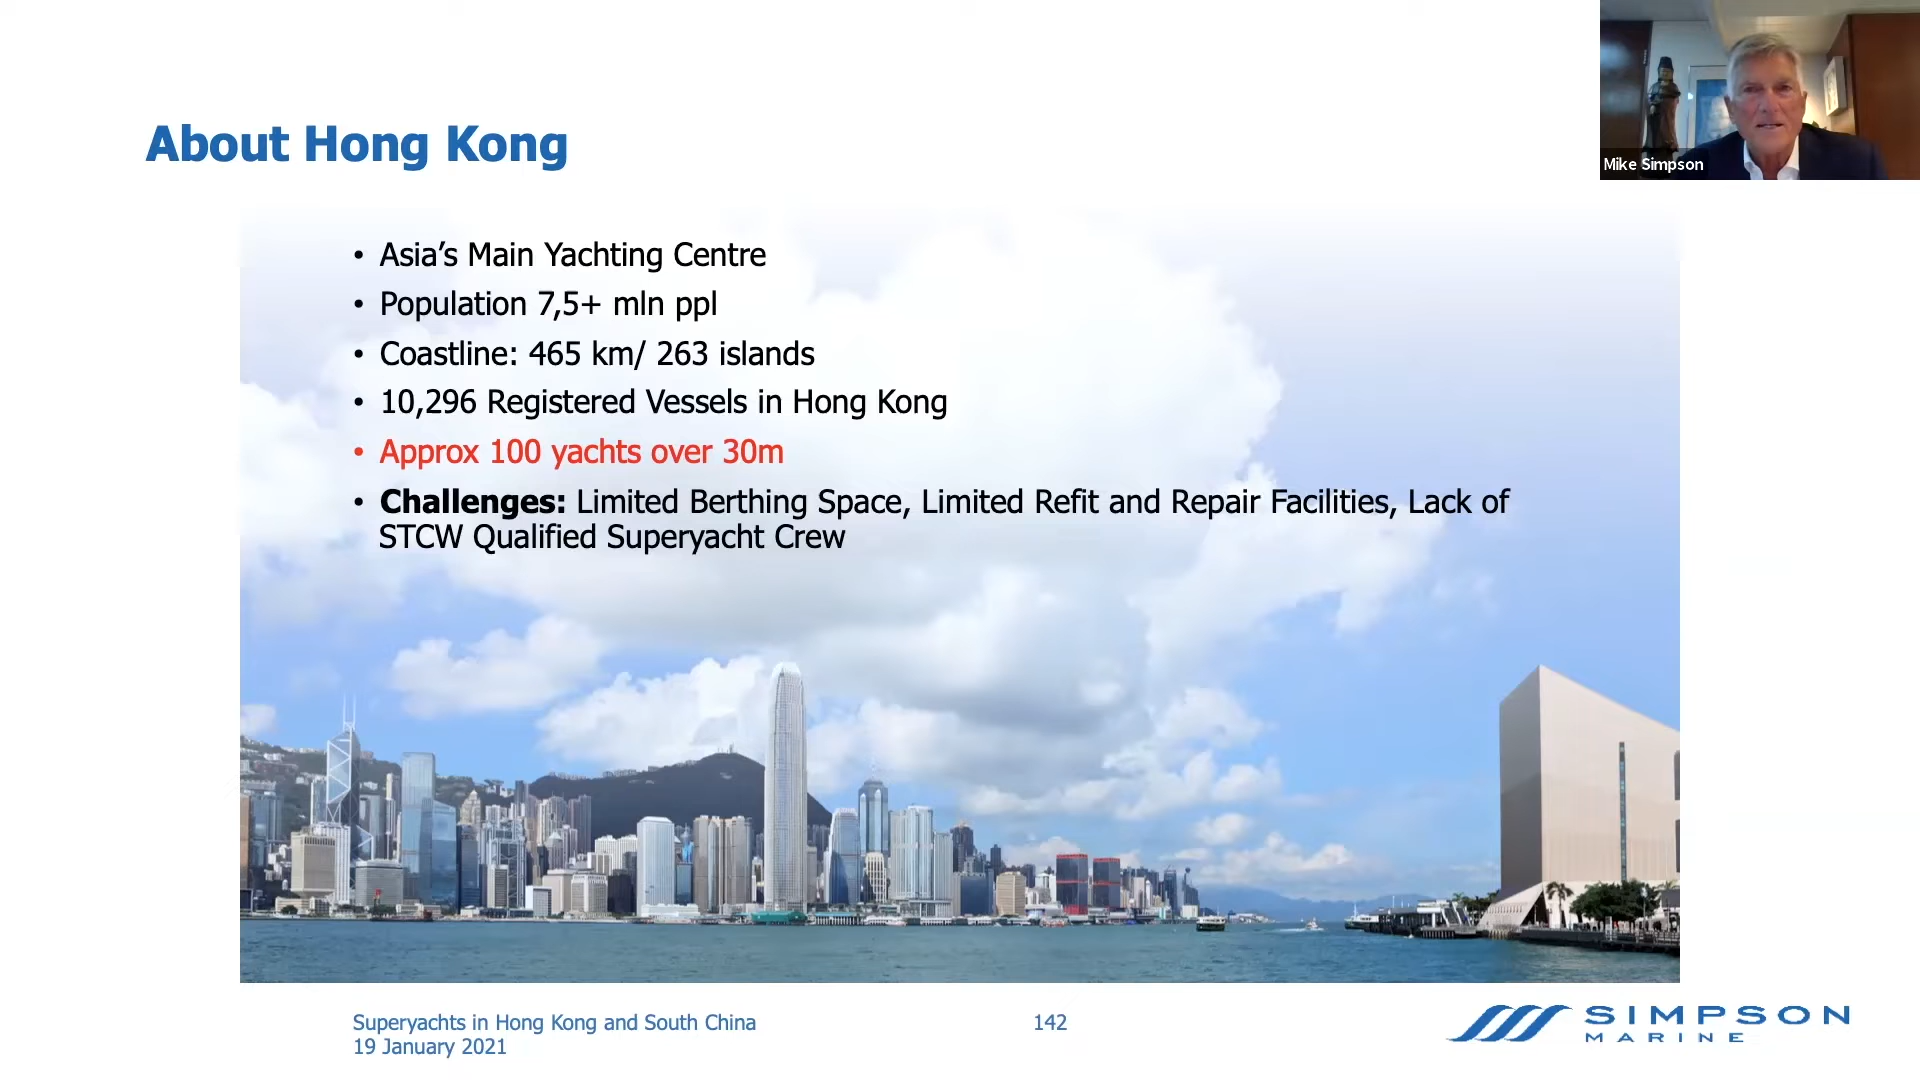 About Hong Kong
Mike Simpson
• Asia’s Main Yachting Centre
• Population 7,5+ mln ppl
• Coastline: 465 km/ 263 islands
• 10,296 Registered Vessels in Hong Kong
• Approx 100 yachts over 30m
• Challenges: Limited Berthing Space, Limited Refit and Repair Facilities, Lack of
STCW Qualified Superyacht Crew
Superyachts in Hong Kong and South China
19 January 2021
142
SIMPSON
MARINE